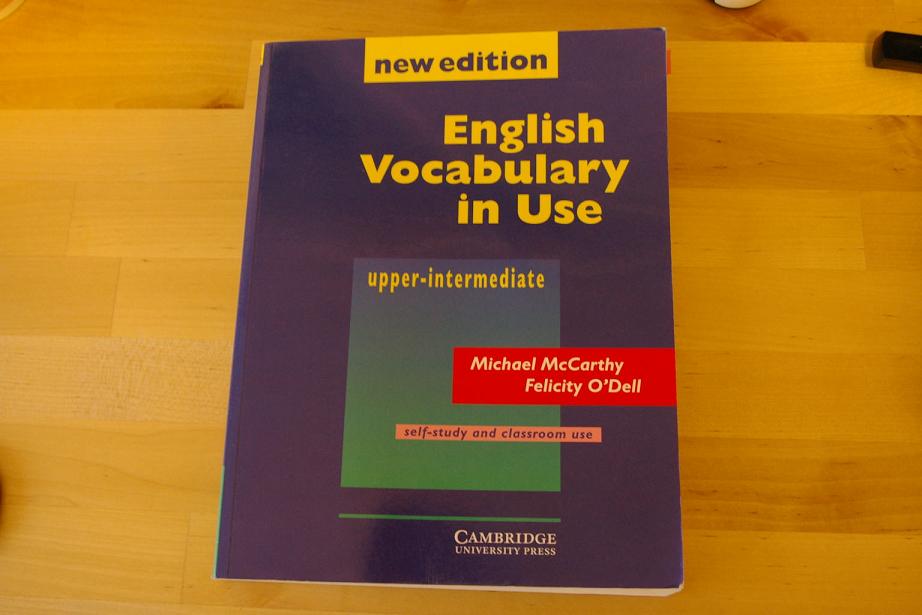 new edition
English
Vocabulary
in Use
upper-intermediate
Michael McCarthy
Felicity O'Dell
self-study and classroom use
CAMBRIDGE
UNIVERSITY PRESS